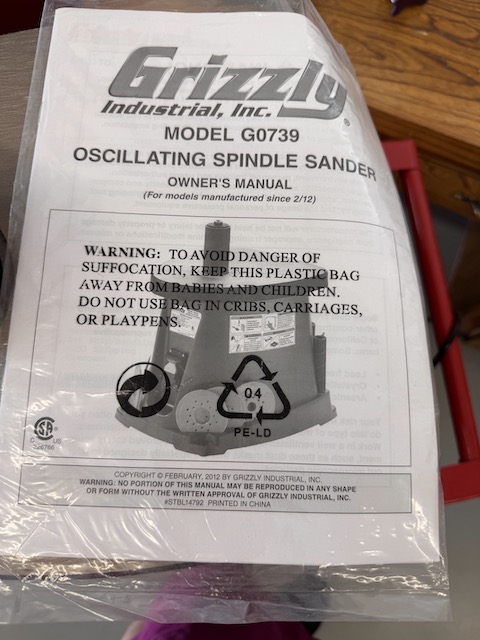 Grizzly
Industrial, Inc.®
MODEL G0739
OSCILLATING SPINDLE SANDER
OWNER'S MANUAL
(For models manufactured since 2/12)
WARNING: TO AVOID DANGER OF
SUFFOCATION, KEEP THIS PLASTIC BAG
AWAY FROM BABIES AND CHILDREN.
DO NOT USE BAG IN CRIBS, CARRIAGES,
OR PLAYPENS.
04
PE-LD
C US
COPYRIGHT © FEBRUARY, 2012 BY GRIZZLY INDUSTRIAL, INC.
WARNING: NO PORTION OF THIS MANUAL MAY BE REPRODUCED IN ANY SHAPE
OR FORM WITHOUT THE WRITTEN APPROVAL OF GRIZZLY INDUSTRIAL, INC.
#STBL14792 PRINTED IN CHINA